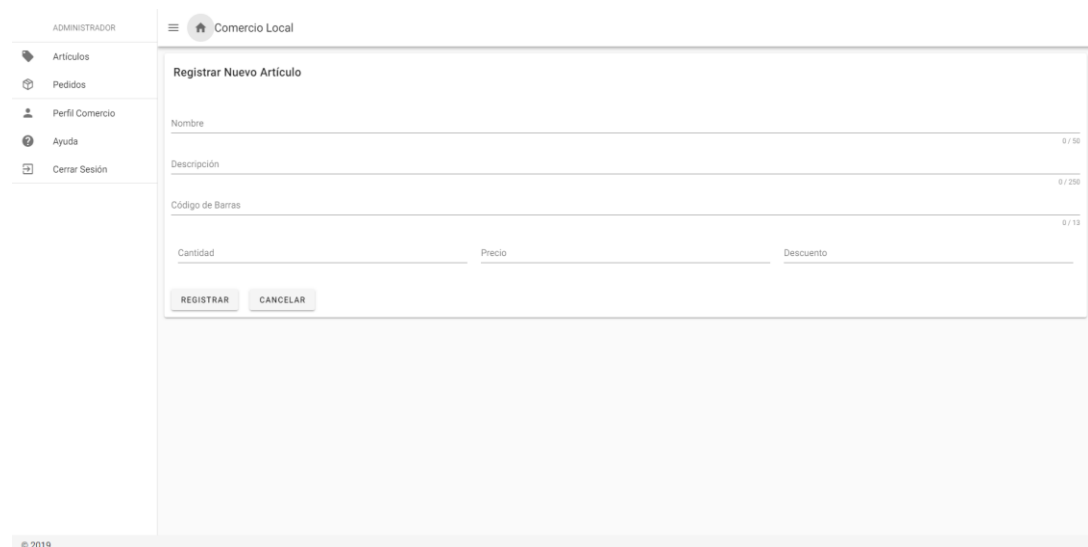 ADMINISTRADOR
Artículos
Pedidos
Perfil Comercio
Ayuda
Cerrar Sesión
Comercio Local
Registrar Nuevo Artículo
Nombre
0 / 50
Descripción
0 / 250
Código de Barras
0 / 13
Cantidad Precio Descuento
REGISTRAR CANCELAR
© 2019